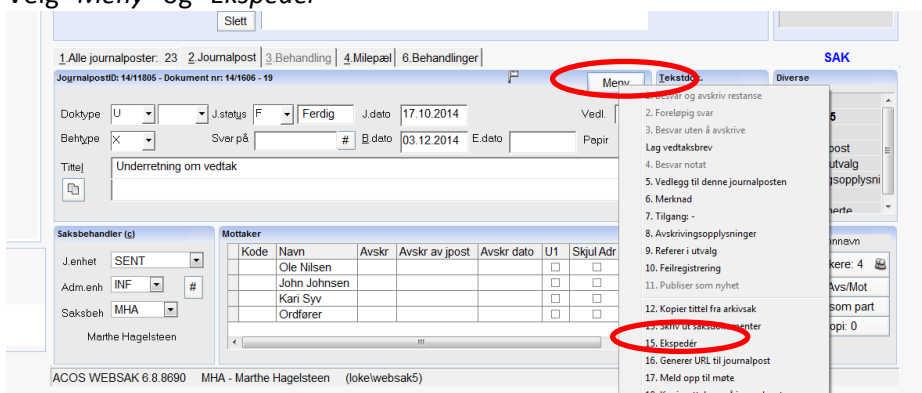 Velg "Meny" og "Ekspedér"
Slett
1.Alle journalposter: 23 2.Journalpost 3.Behandling 4.Milepæl 6.Behandlinger SAK
JournalpostID: 14/11805 - Dokument nr: 14/1606 - 19 Meny Tekstdok. Diverse
Doktype U J.status F Ferdig J.dato 17.10.2014 Vedl.
Behtype X Svar på # B.dato 03.12.2014 E.dato Papir
Tittel Underretning om vedtak
1. Besvar og avskriv restanse
2. Foreløpig svar
3. Besvar uten å avskrive
Lag vedtaksbrev
4. Besvar notat
5. Vedlegg til denne journalposten
6. Merknad
7. Tilgang: -
8. Avskrivingsopplysninger
9. Referer i utvalg
10. Feilregistrering
11. Publiser som nyhet
12. Kopier tittel fra arkivsak
15. Ekspedér
16. Generer URL til journalpost
17. Meld opp til møte
5
post
utvalg
gsopplysni
Saksbehandler (g)
J.enhet SENT
Adm.enh INF #
Saksbeh MHA
Marthe Hagelsteen
Mottaker
Kode Navn Avskr Avskr av jpost Avskr dato U1 Skjul Adr
Ole Nilsen
John Johnsen
Kari Syv
Ordfører
onnavn
kere: 4
Avs/Mot
som part
opi: 0
ACOS WEBSAK 6.8.8690 MHA - Marthe Hagelsteen (loke\websak5)